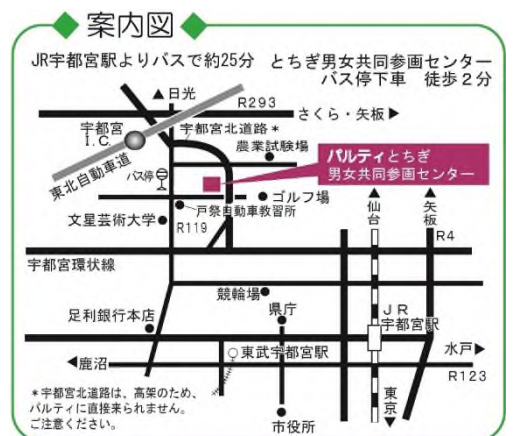 案内図
JR宇都宮駅よりバスで約25分 とちぎ男女共同参画センター
バス停下車 徒歩2分
▲日光
R293
さくら・矢板▶
宇都宮
I.C.
宇都宮北道路*
農業試験場
東北自動車道
バス停
パルティとちぎ
男女共同参画センター
ゴルフ場
戸祭自動車教習所
文星芸術大学
R119
仙台
矢板
R4
宇都宮環状線
競輪場
県庁
JR
宇都宮駅
足利銀行本店
水戸▶
◀鹿沼
東武宇都宮駅
R123
*宇都宮北道路は、高架のため、
パルティに直接来られません。
ご注意ください。
市役所
東京